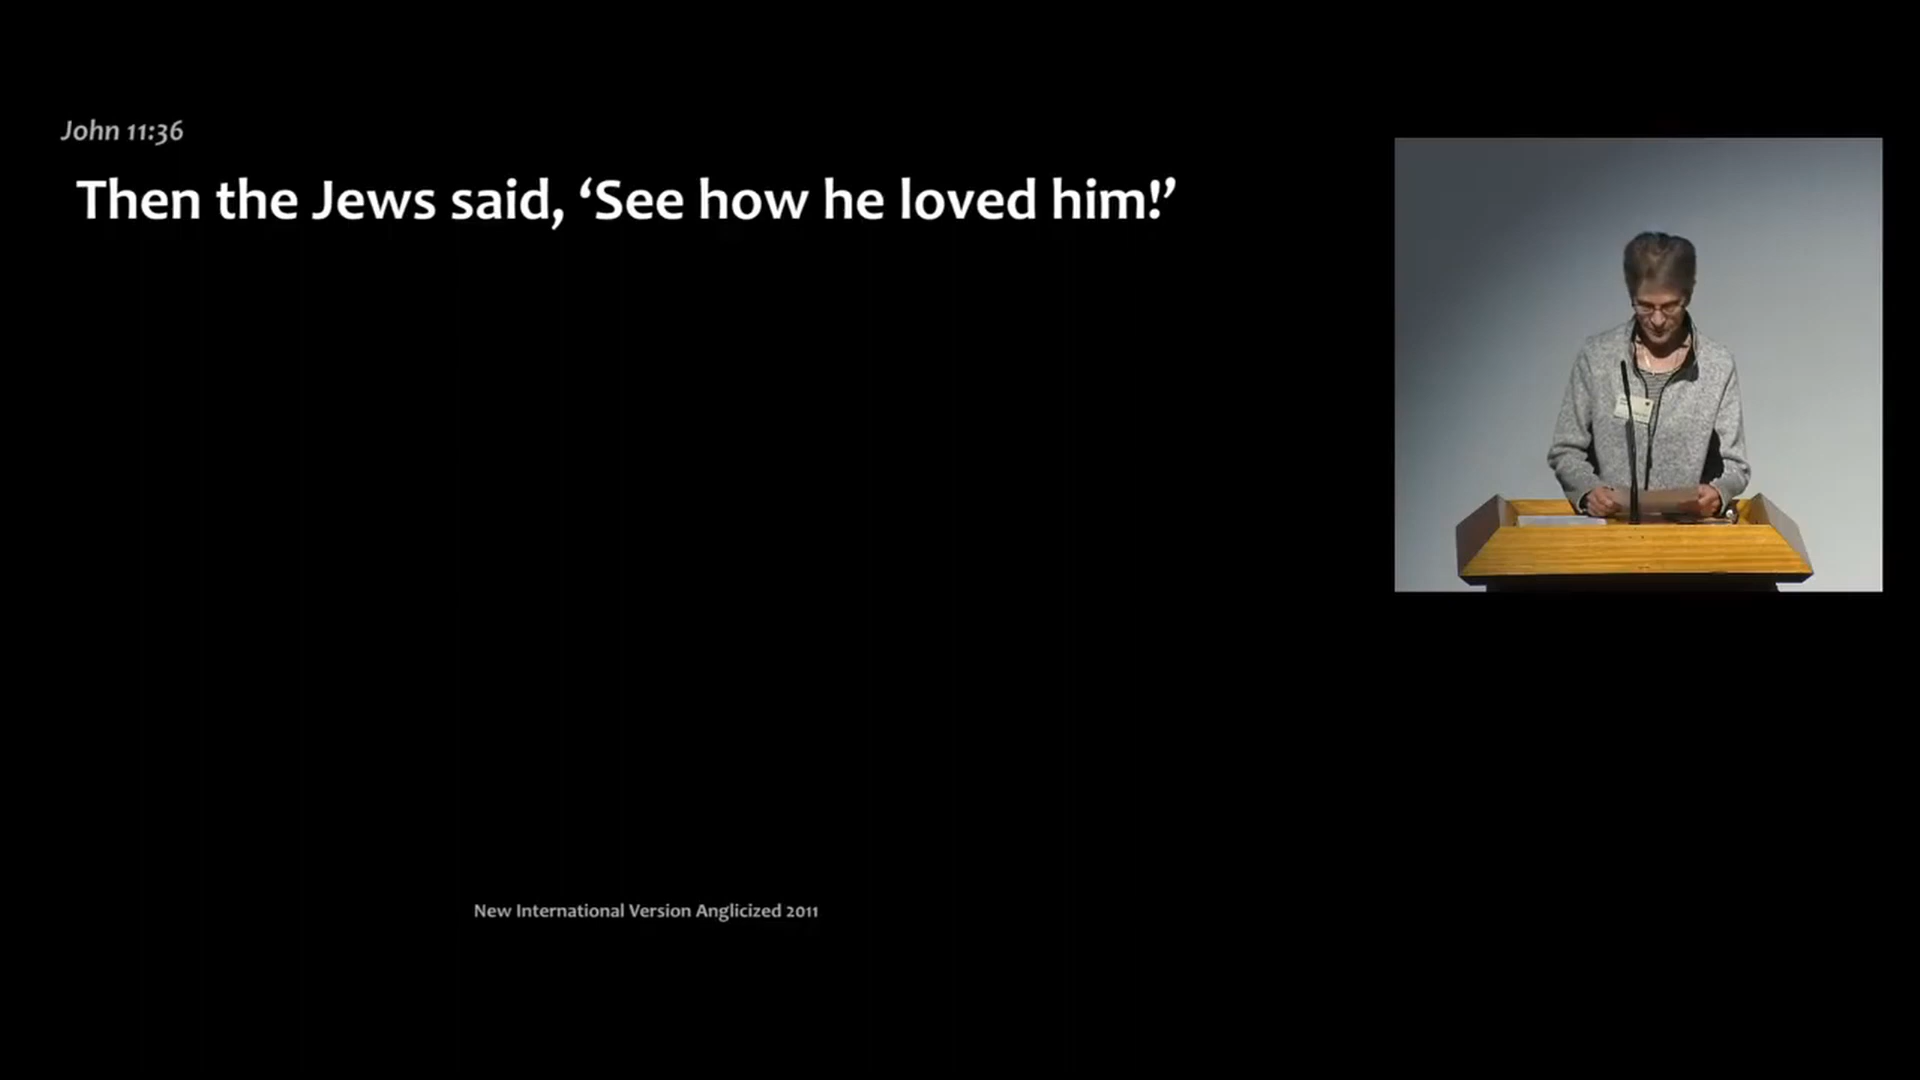 John 11:36
Then the Jews said, ‘See how he loved him!’
New International Version Anglicized 2011